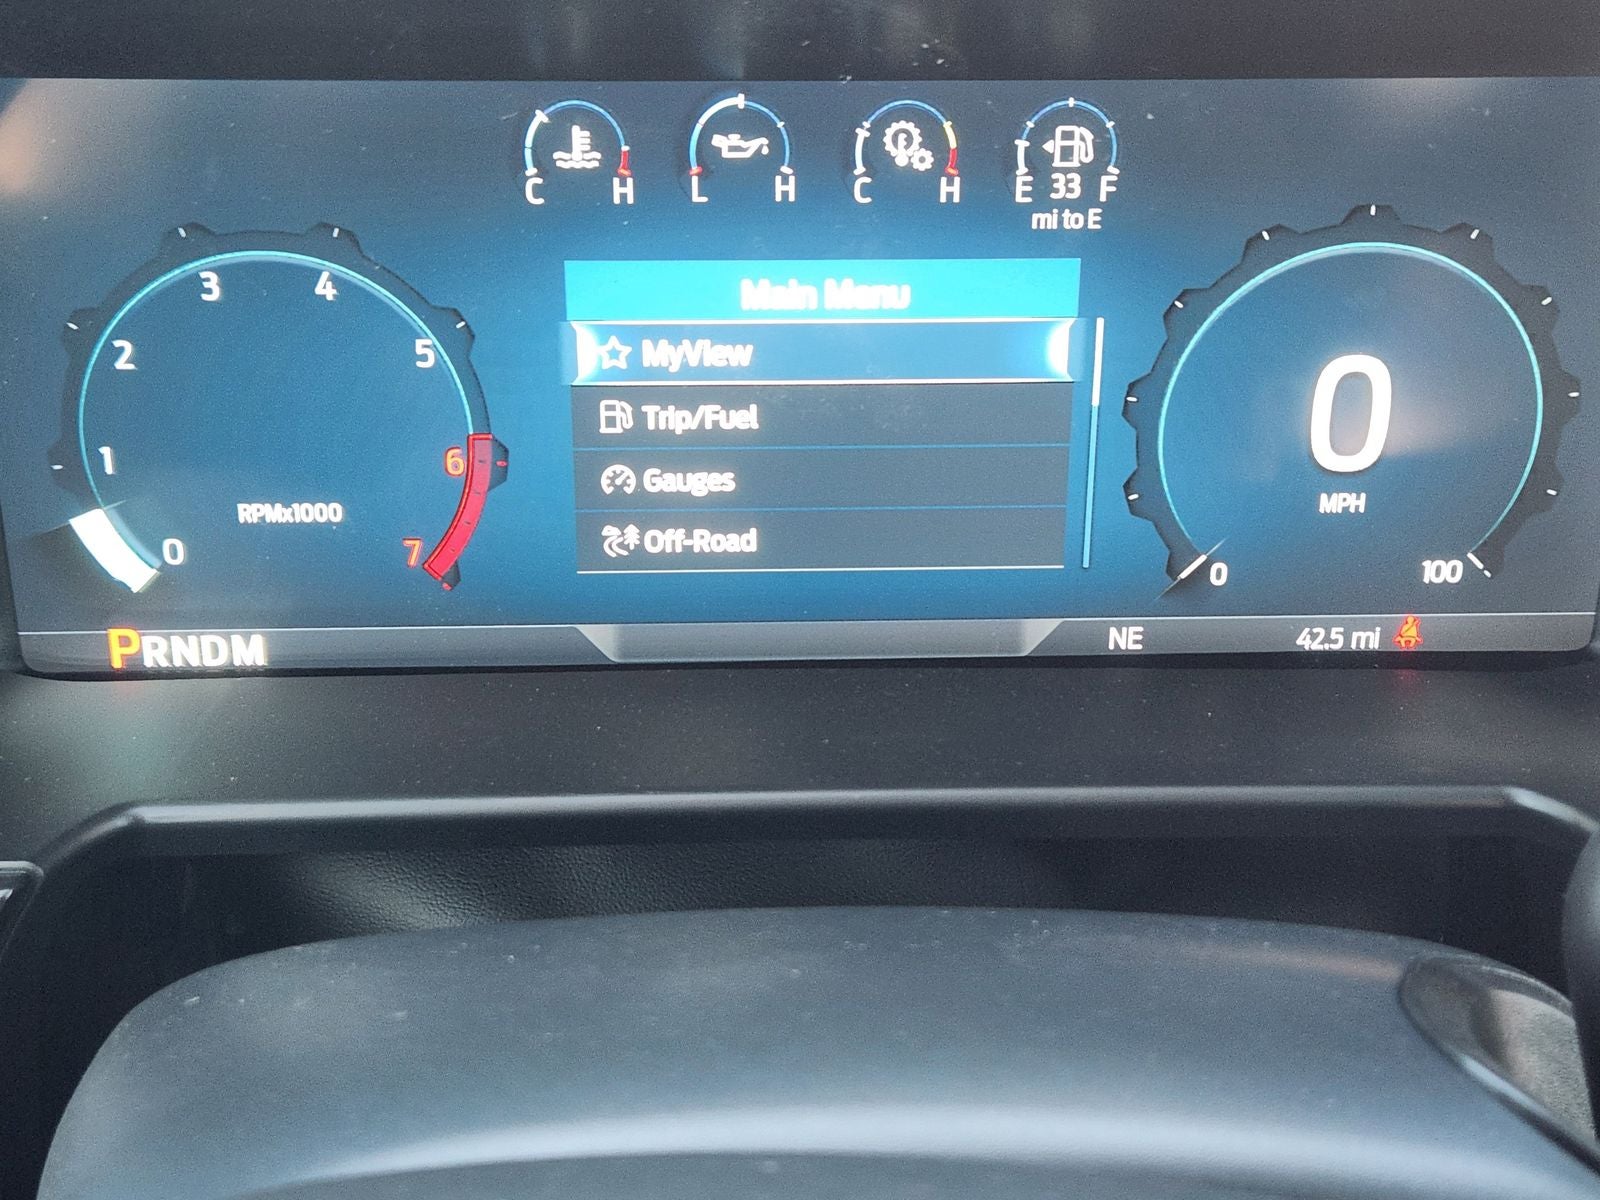 C H
L H
C H
E 33 F
mi to E
Main Menu
MyView
Trip/Fuel
Gauges
Off-Road
0 1 2 3 4 5 6 7
RPMx1000
0
MPH
0 100
PRNDM
NE
42.5 mi